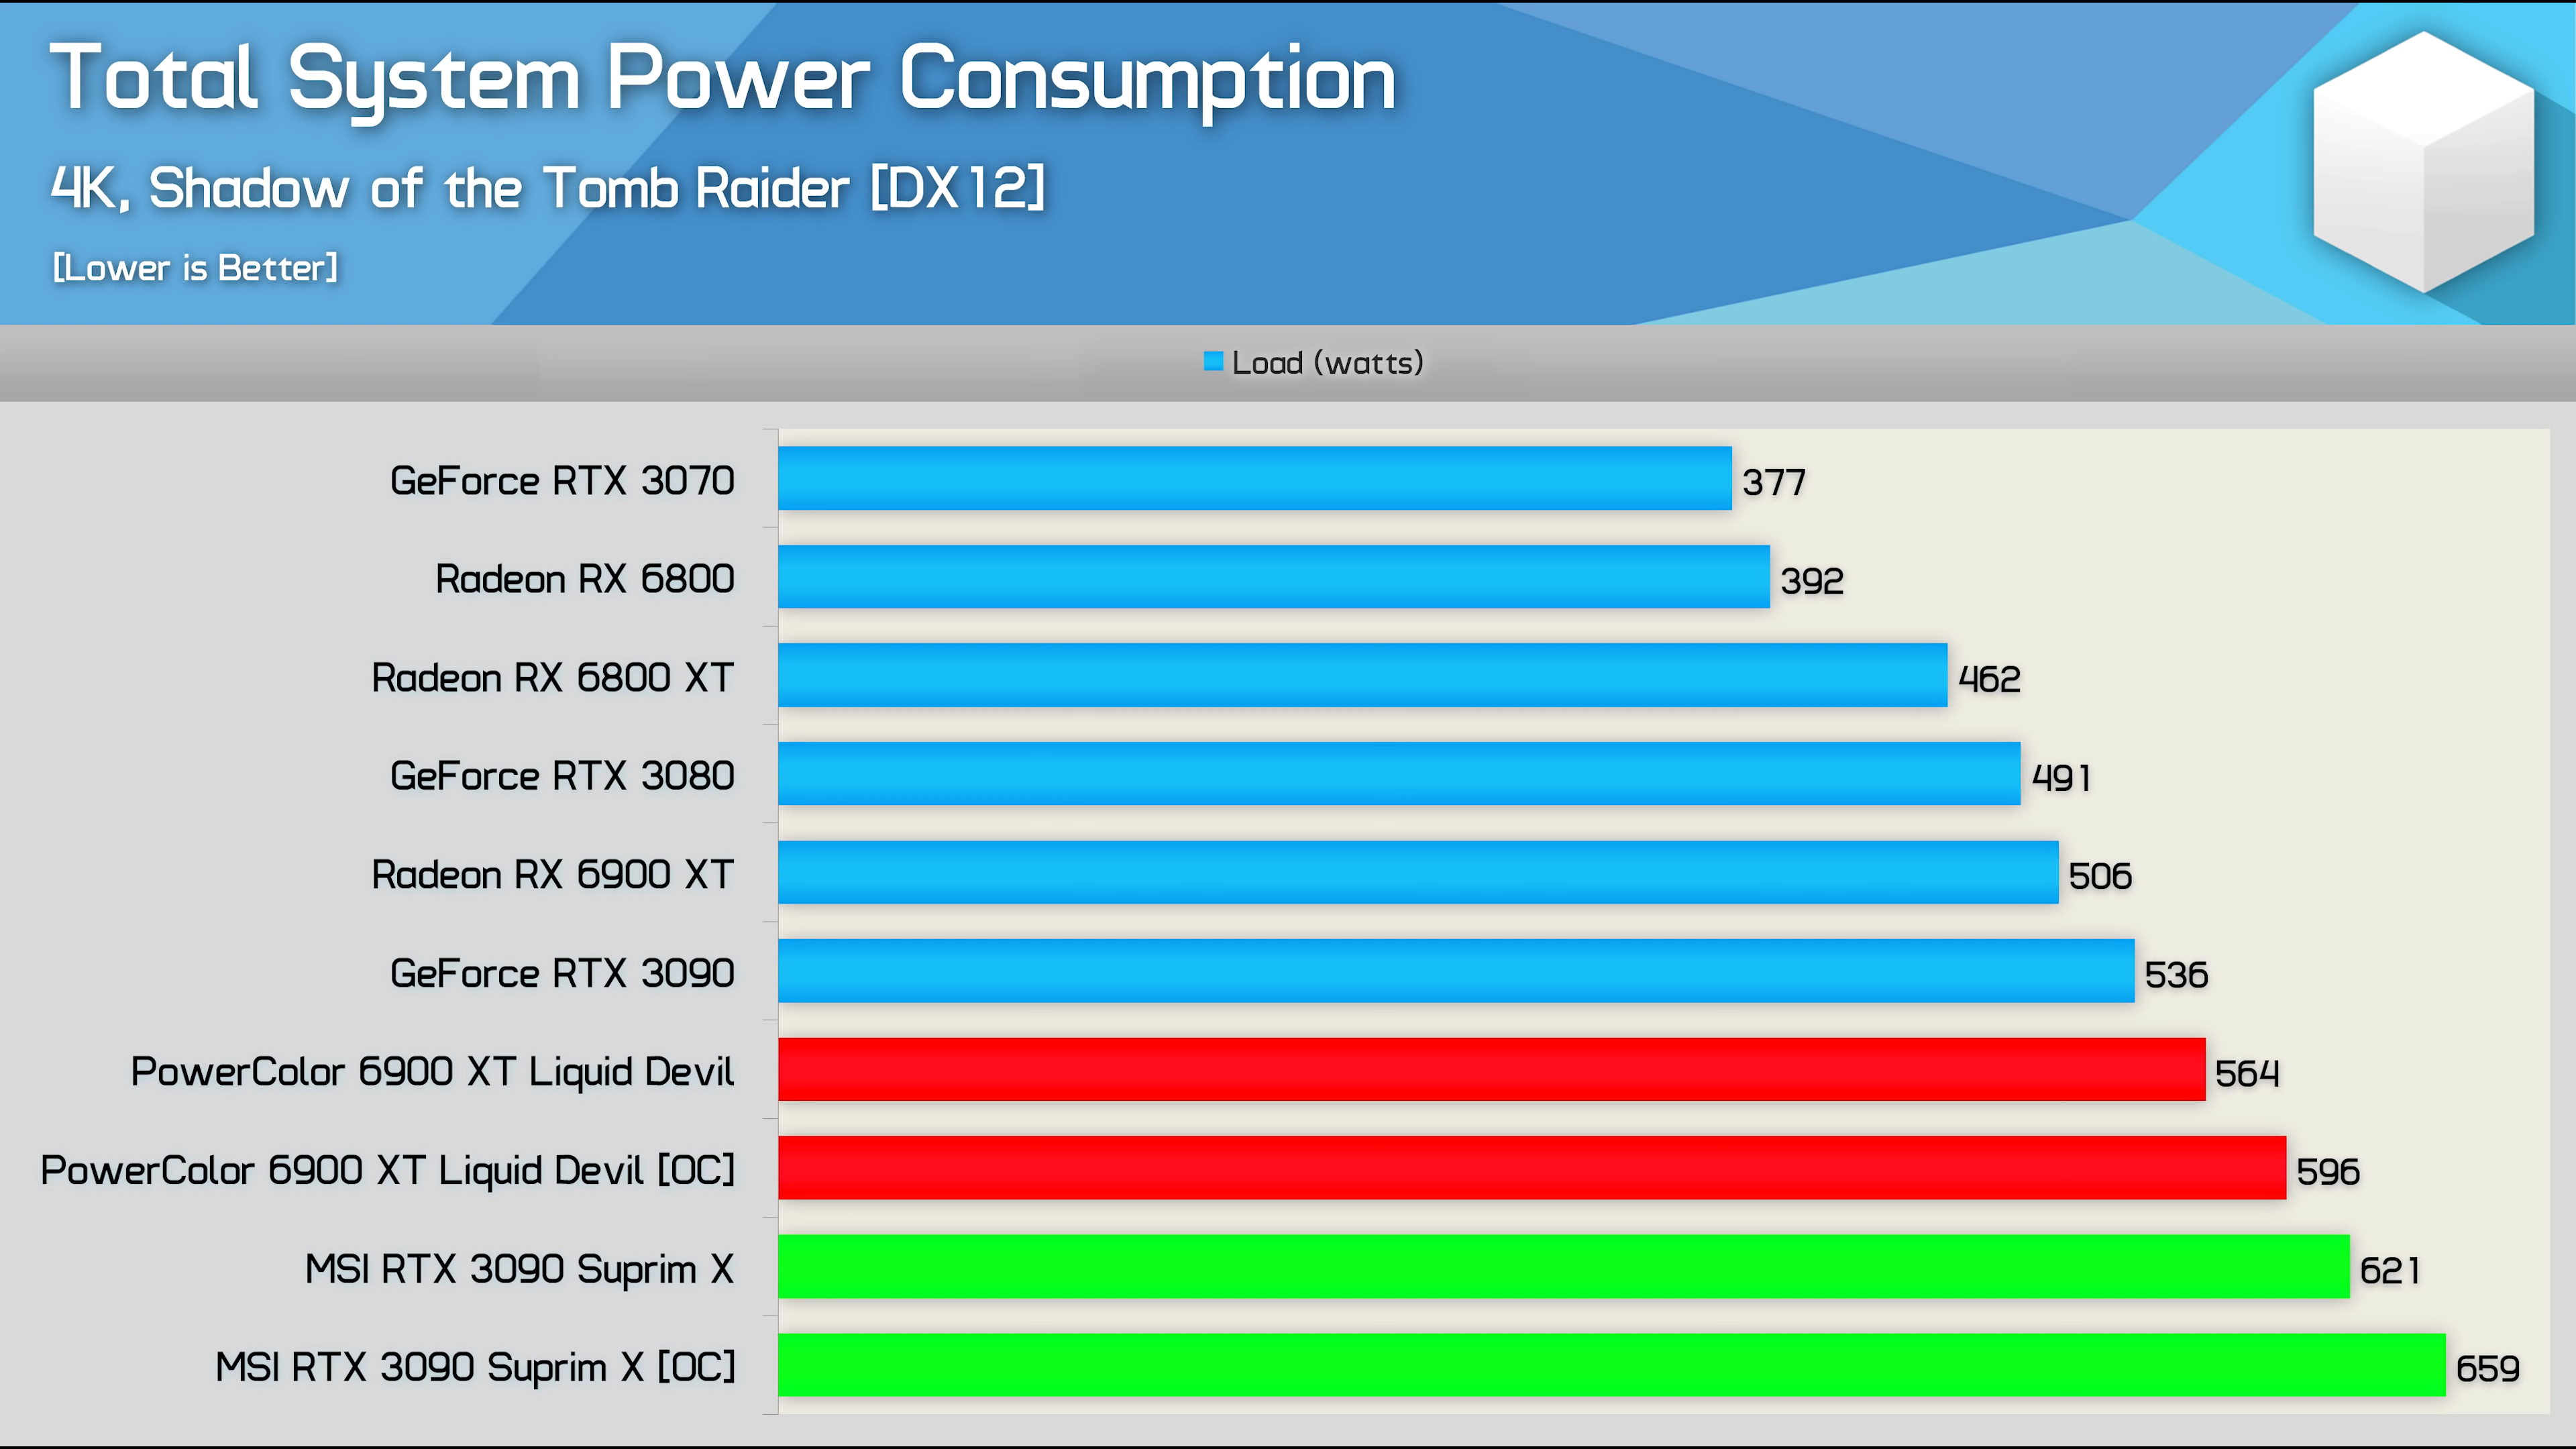 Total System Power Consumption
4K, Shadow of the Tomb Raider [DX12]
[Lower is Better]
Load (watts)
GeForce RTX 3070 377
Radeon RX 6800 392
Radeon RX 6800 XT 462
GeForce RTX 3080 491
Radeon RX 6900 XT 506
GeForce RTX 3090 536
PowerColor 6900 XT Liquid Devil 564
PowerColor 6900 XT Liquid Devil [OC] 596
MSI RTX 3090 Suprim X 621
MSI RTX 3090 Suprim X [OC] 659